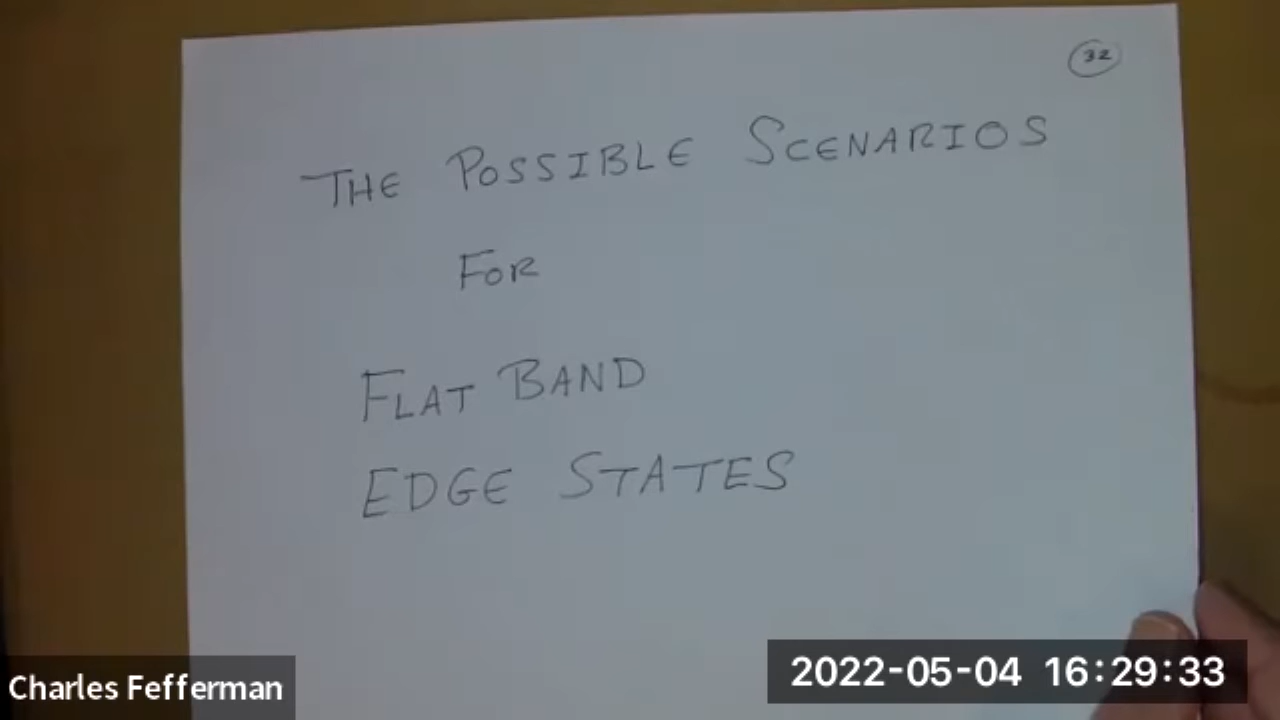 32
THE POSSIBLE SCENARIOS
FOR
FLAT BAND
EDGE STATES
Charles Fefferman
2022-05-04 16:29:33